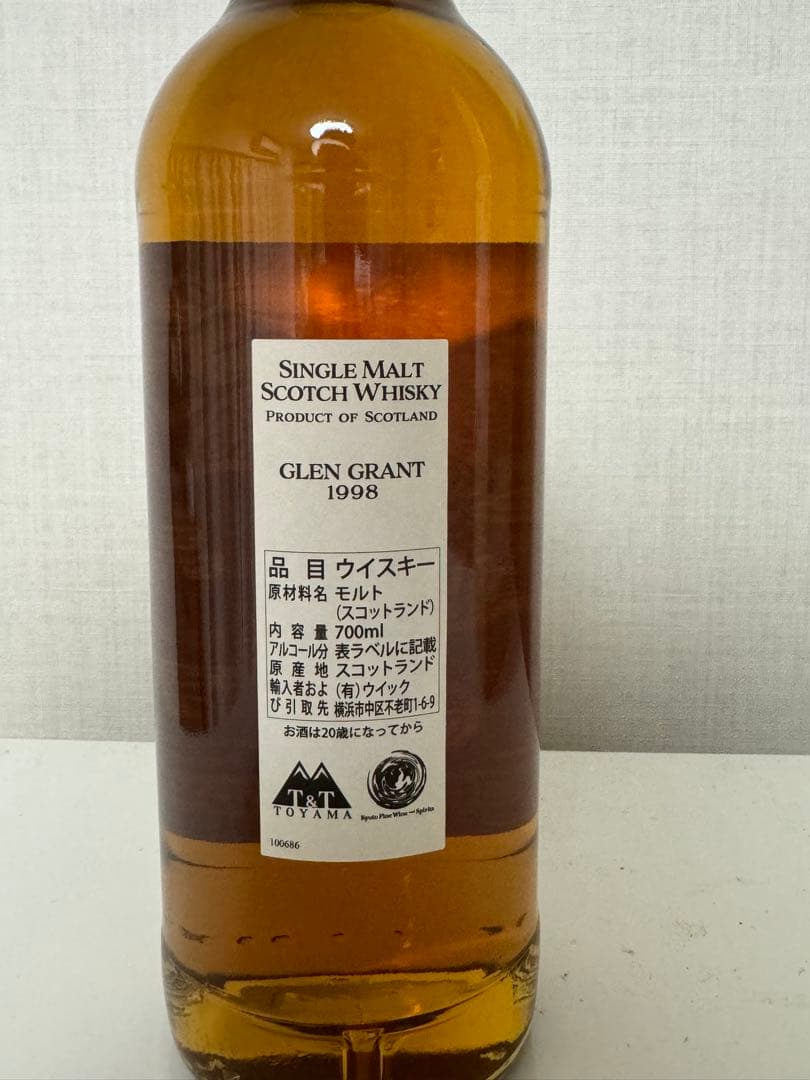 SINGLE MALT
SCOTCH WHISKY
PRODUCT OF SCOTLAND
GLEN GRANT
1998
品目 ウイスキー
原材料名 モルト
(スコットランド)
内容量 700ml
アルコール分 表ラベルに記載
原産地 スコットランド
輸入者およ (有)ウイック
び引取先 横浜市中区不老町1-6-9
お酒は20歳になってから
T&T
TOYAMA
Kyoto Fine Wine and Spirits
100686